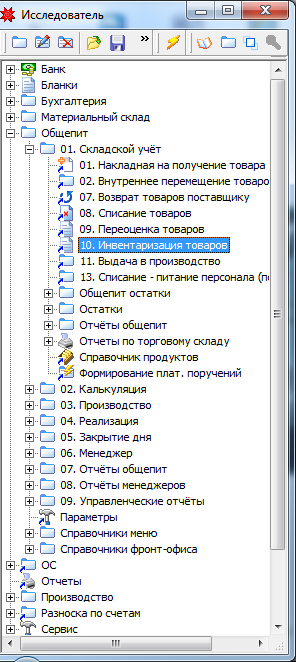 Исследователь
»
Банк
Бланки
Бухгалтерия
Материальный склад
Общепит
01. Складской учёт
01. Накладная на получение товара
02. Внутреннее перемещение товаро
07. Возврат товаров поставщику
08. Списание товаров
09. Переоценка товаров
10. Инвентаризация товаров
11. Выдача в производство
13. Списание - питание персонала (по
Общепит остатки
Остатки
Отчёты общепит
Отчеты по торговому складу
Справочник продуктов
Формирование плат. поручений
02. Калькуляция
03. Производство
04. Реализация
05. Закрытие дня
06. Менеджер
07. Отчёты общепит
08. Отчёты менеджеров
09. Управленческие отчёты
Параметры
Справочники меню
Справочники фронт-офиса
ОС
Отчеты
Производство
Разноска по счетам
Сервис